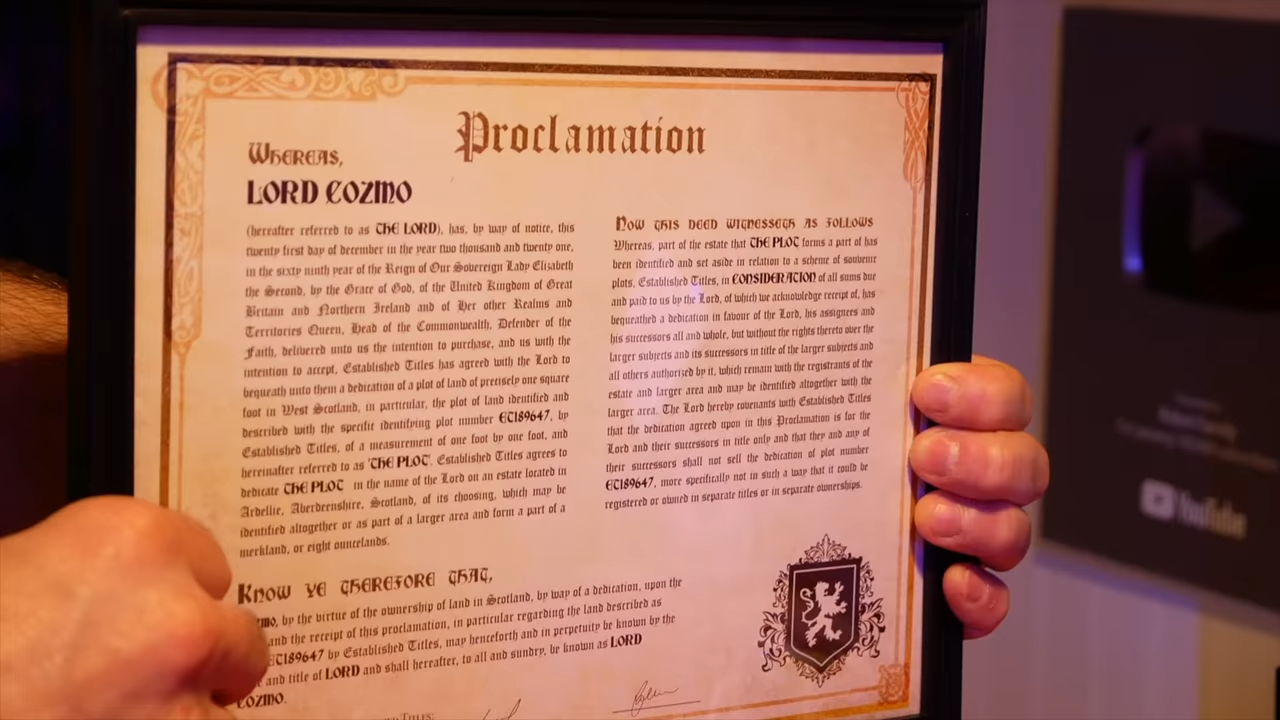 Proclamation
Whereas,
LORD COZMO
(hereafter referred to as THE LORD), has, by way of notice, this
twenty first day of december in the year two thousand and twenty one,
in the sixty ninth year of the Reign of Our Sovereign Lady Elizabeth
the Second, by the Grace of God, of the United Kingdom of Great
Britain and Northern Ireland and of Her other Realms and
Territories Queen, Head of the Commonwealth, Defender of the
Faith, delivered unto us the intention to purchase, and us with the
intention to accept, Established Titles has agreed with the Lord to
bequeath unto them a dedication of a plot of land of precisely one square
foot in West Scotland, in particular, the plot of land identified and
described with the specific identifying plot number ET189647, by
Established Titles, of a measurement of one foot by one foot, and
hereinafter referred to as 'THE PLOT'. Established Titles agrees to
dedicate THE PLOT in the name of the Lord on an estate located in
Ardellie, Aberdeenshire, Scotland, of its choosing, which may be
identified altogether or as part of a larger area and form a part of a
merkland, or eight ouncelands.
Now this deed witnesseth as follows
Whereas, part of the estate that THE PLOT forms a part of has
been identified and set aside in relation to a scheme of souvenir
plots, Established Titles, in CONSIDERATION of all sums due
and paid to us by the Lord, of which we acknowledge receipt of, has
bequeathed a dedication in favour of the Lord, his assignees and
his successors all and whole, but without the rights thereto over the
larger subjects and its successors in title of the larger subjects and
all others authorized by it, which remain with the registrants of the
estate and larger area and may be identified altogether with the
larger area. The Lord hereby covenants with Established Titles
that the dedication agreed upon in this Proclamation is for the
Lord and their successors in title only and that they and any of
their successors shall not sell the dedication of plot number
ET189647, more specifically not in such a way that it could be
registered or owned in separate titles or in separate ownerships.
Know ye therefore that,
by the virtue of the ownership of land in Scotland, by way of a dedication, upon the
and the receipt of this proclamation, in particular regarding the land described as
ET189647 by Established Titles, may henceforth and in perpetuity be known by the
and title of LORD and shall hereafter, to all and sundry, be known as LORD
COZMO.
Titles:
YouTube